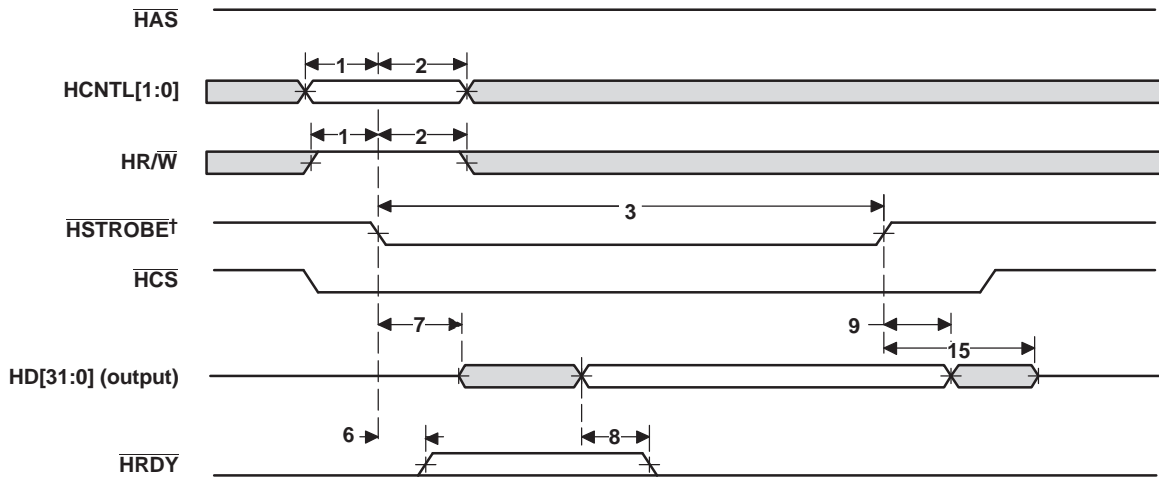 HAS
1 2
HCNTL[1:0]
1 2
HR/W
3
HSTROBE†
HCS
7 9
15
HD[31:0] (output)
6 8
HRDY